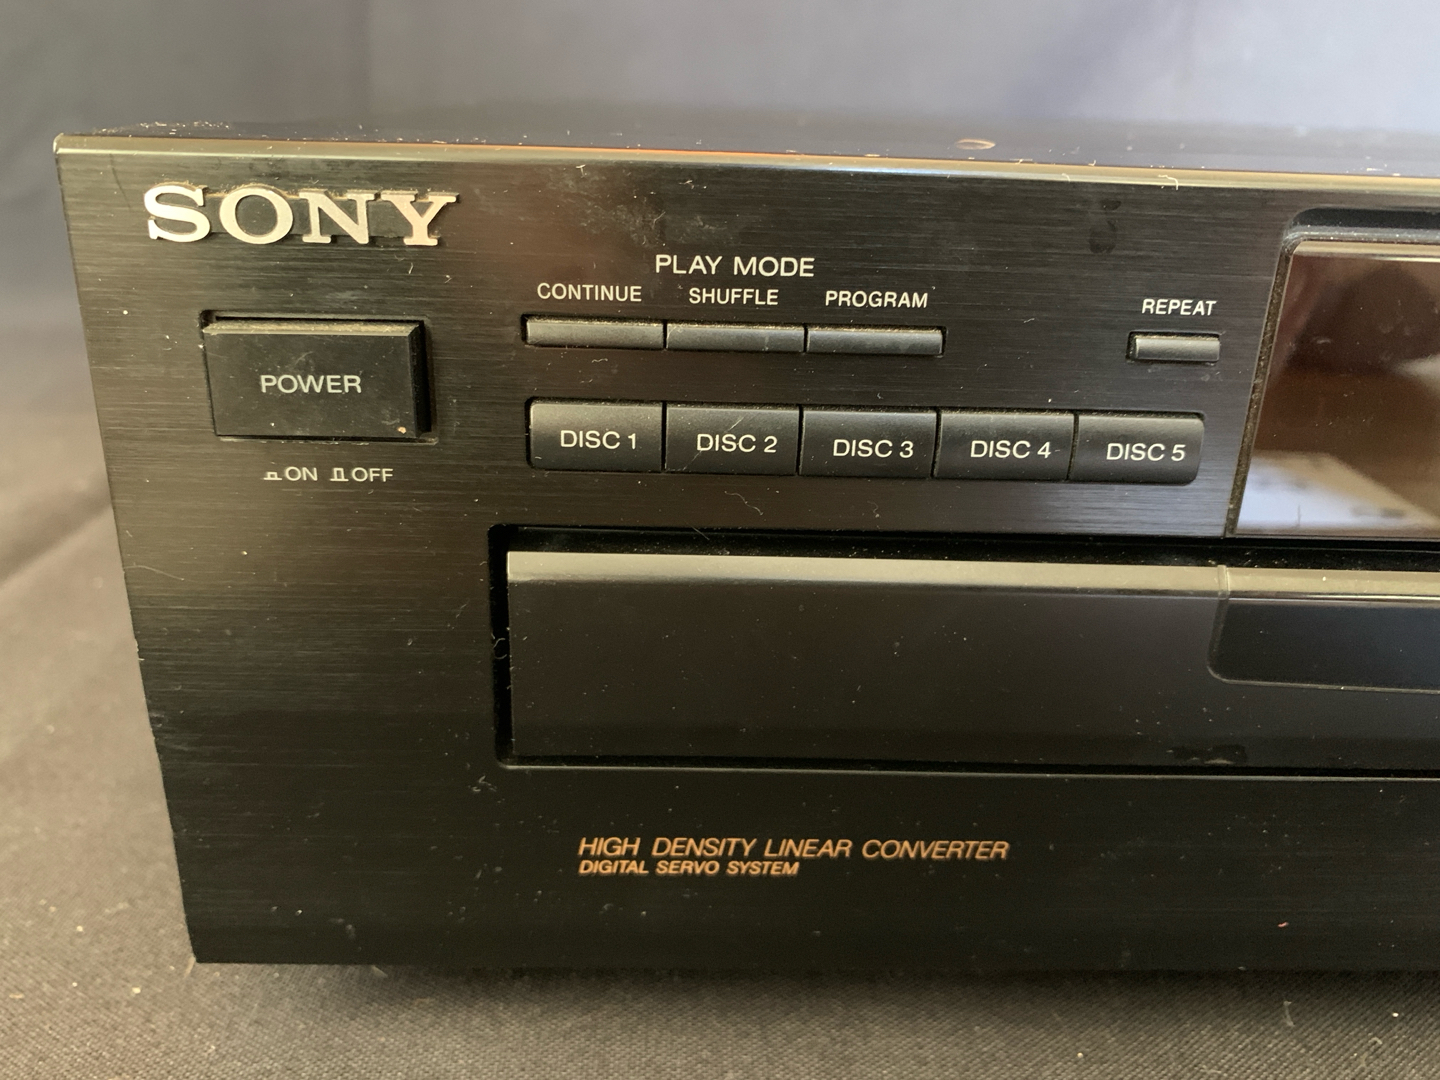 SONY
PLAY MODE
CONTINUE SHUFFLE PROGRAM
REPEAT
POWER
DISC 1 DISC 2 DISC 3 DISC 4 DISC 5
ON OFF
HIGH DENSITY LINEAR CONVERTER
DIGITAL SERVO SYSTEM